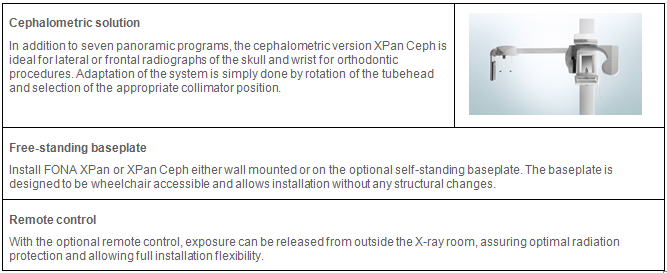 Cephalometric solution
In addition to seven panoramic programs, the cephalometric version XPan Ceph is
ideal for lateral or frontal radiographs of the skull and wrist for orthodontic
procedures. Adaptation of the system is simply done by rotation of the tubehead
and selection of the appropriate collimator position.
Free-standing baseplate
Install FONA XPan or XPan Ceph either wall mounted or on the optional self-standing baseplate. The baseplate is
designed to be wheelchair accessible and allows installation without any structural changes.
Remote control
With the optional remote control, exposure can be released from outside the X-ray room, assuring optimal radiation
protection and allowing full installation flexibility.